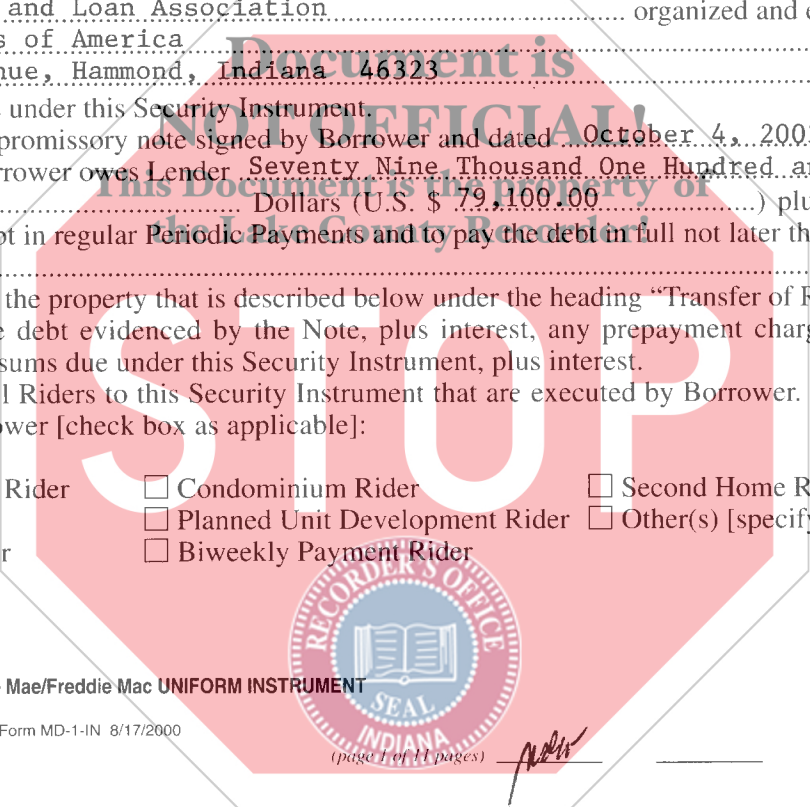 and Loan Association organized and e
s of America
nue, Hammond, Indiana 46323
Document is
under this Security Instrument.
NOT OFFICIAL!
promissory note signed by Borrower and dated October 4, 200
rrower owes Lender Seventy Nine Thousand One Hundred a
This Document is the property of
Dollars (U.S. $ 79,100.00 ) plu
the Lake County Recorder!
bt in regular Periodic Payments and to pay the debt in full not later th
the property that is described below under the heading “Transfer of R
e debt evidenced by the Note, plus interest, any prepayment charg
sums due under this Security Instrument, plus interest.
l Riders to this Security Instrument that are executed by Borrower.
ower [check box as applicable]:
STOP
Rider ☐ Condominium Rider ☐ Second Home R
☐ Planned Unit Development Rider ☐ Other(s) [specify
r ☐ Biweekly Payment Rider
RECORDER'S OFFICE
SEAL
INDIANA
e Mae/Freddie Mac UNIFORM INSTRUMENT
Form MD-1-IN 8/17/2000
(page 1 of 11 pages)